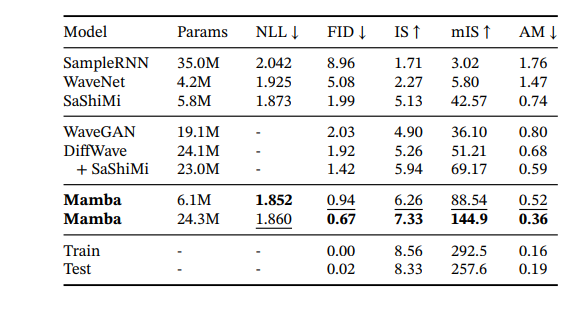 Model Params NLL ↓ FID ↓ IS ↑ mIS ↑ AM ↓
SampleRNN 35.0M 2.042 8.96 1.71 3.02 1.76
WaveNet 4.2M 1.925 5.08 2.27 5.80 1.47
SaShiMi 5.8M 1.873 1.99 5.13 42.57 0.74
WaveGAN 19.1M - 2.03 4.90 36.10 0.80
DiffWave 24.1M - 1.92 5.26 51.21 0.68
+ SaShiMi 23.0M - 1.42 5.94 69.17 0.59
Mamba 6.1M 1.852 0.94 6.26 88.54 0.52
Mamba 24.3M 1.860 0.67 7.33 144.9 0.36
Train - - 0.00 8.56 292.5 0.16
Test - - 0.02 8.33 257.6 0.19